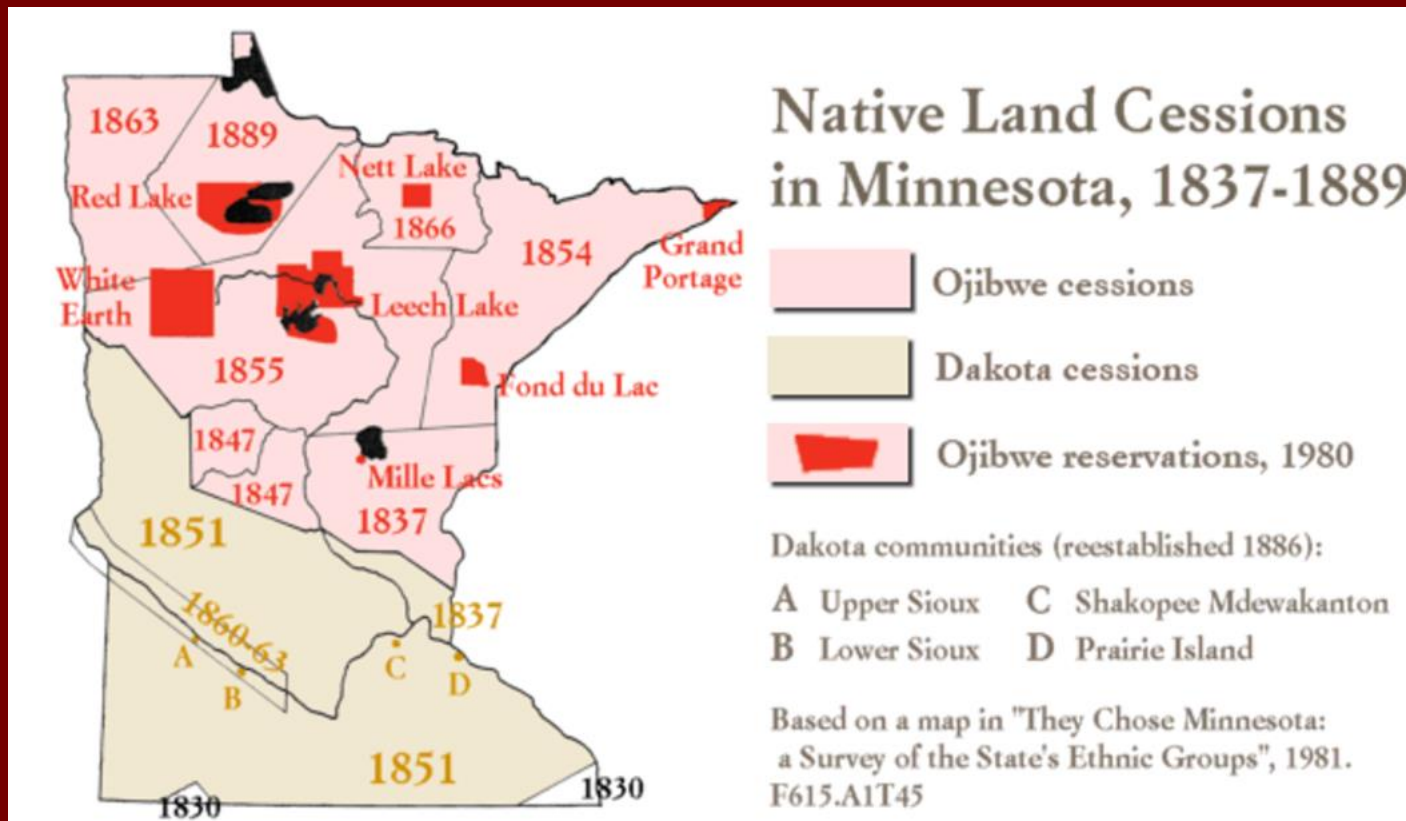 Native Land Cessions
in Minnesota, 1837-1889
Ojibwe cessions
Dakota cessions
Ojibwe reservations, 1980
Dakota communities (reestablished 1886):
A Upper Sioux C Shakopee Mdewakanton
B Lower Sioux D Prairie Island
Based on a map in "They Chose Minnesota:
a Survey of the State's Ethnic Groups", 1981.
F615.A1T45
1863
1889
Nett Lake
Red Lake
1866
1854
Grand
Portage
White
Earth
Leech Lake
1855
Fond du Lac
1847
Mille Lacs
1847
1837
1851
1860-63
1837
A
B
C
D
1851
1830
1830